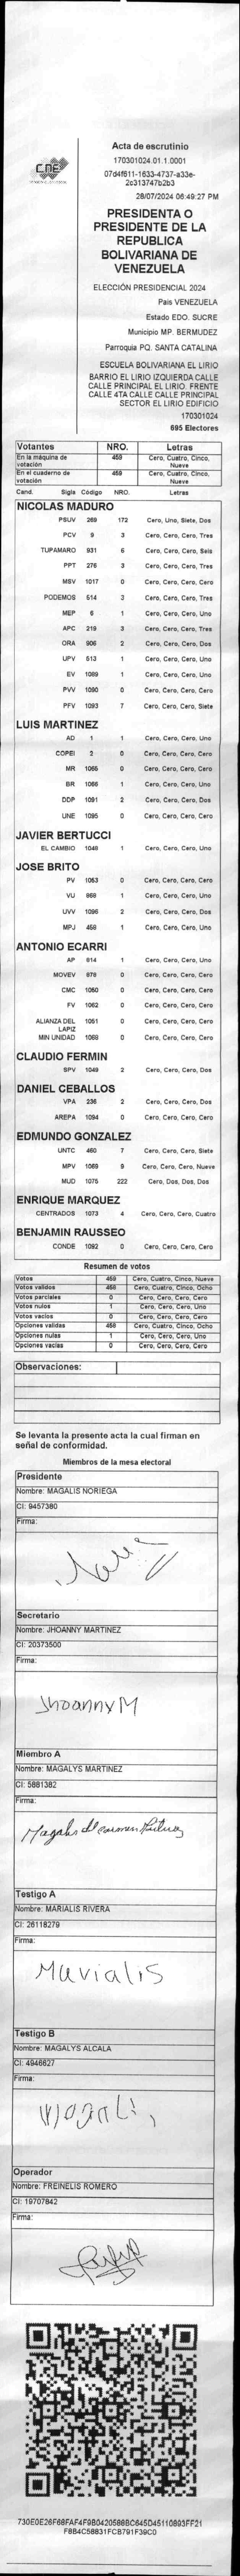 CNE
Acta de escrutinio
170301024.01.1.0001
07d4f611-1633-4737-a33e-
2c313747b2b3
28/07/2024 06:49:27 PM
PRESIDENTA O
PRESIDENTE DE LA
REPUBLICA
BOLIVARIANA DE
VENEZUELA
ELECCIÓN PRESIDENCIAL 2024
Pais VENEZUELA
Estado EDO. SUCRE
Municipio MP. BERMUDEZ
Parroquia PQ. SANTA CATALINA
ESCUELA BOLIVARIANA EL LIRIO
BARRIO EL LIRIO IZQUIERDA CALLE
CALLE PRINCIPAL EL LIRIO. FRENTE
CALLE 4TA CALLE CALLE PRINCIPAL
SECTOR EL LIRIO EDIFICIO
170301024
695 Electores
Votantes NRO. Letras
En la máquina de votación 459 Cero, Cuatro, Cinco, Nueve
En el cuaderno de votación 459 Cero, Cuatro, Cinco, Nueve
Cand. Sigla Código NRO. Letras
NICOLAS MADURO
PSUV 269 172 Cero, Uno, Siete, Dos
PCV 9 3 Cero, Cero, Cero, Tres
TUPAMARO 931 6 Cero, Cero, Cero, Seis
PPT 276 3 Cero, Cero, Cero, Tres
MSV 1017 0 Cero, Cero, Cero, Cero
PODEMOS 514 3 Cero, Cero, Cero, Tres
MEP 6 1 Cero, Cero, Cero, Uno
APC 219 3 Cero, Cero, Cero, Tres
ORA 906 2 Cero, Cero, Cero, Dos
UPV 513 1 Cero, Cero, Cero, Uno
EV 1089 1 Cero, Cero, Cero, Uno
PVV 1090 0 Cero, Cero, Cero, Cero
PFV 1093 7 Cero, Cero, Cero, Siete
LUIS MARTINEZ
AD 1 1 Cero, Cero, Cero, Uno
COPEI 2 0 Cero, Cero, Cero, Cero
MR 1065 0 Cero, Cero, Cero, Cero
BR 1066 1 Cero, Cero, Cero, Uno
DDP 1091 2 Cero, Cero, Cero, Dos
UNE 1095 0 Cero, Cero, Cero, Cero
JAVIER BERTUCCI
EL CAMBIO 1048 1 Cero, Cero, Cero, Uno
JOSE BRITO
PV 1053 0 Cero, Cero, Cero, Cero
VU 868 1 Cero, Cero, Cero, Uno
UVV 1096 2 Cero, Cero, Cero, Dos
MPJ 458 1 Cero, Cero, Cero, Uno
ANTONIO ECARRI
AP 814 1 Cero, Cero, Cero, Uno
MOVEV 878 0 Cero, Cero, Cero, Cero
CMC 1050 0 Cero, Cero, Cero, Cero
FV 1062 0 Cero, Cero, Cero, Cero
ALIANZA DEL LAPIZ 1051 0 Cero, Cero, Cero, Cero
MIN UNIDAD 1068 0 Cero, Cero, Cero, Cero
CLAUDIO FERMIN
SPV 1049 2 Cero, Cero, Cero, Dos
DANIEL CEBALLOS
VPA 236 2 Cero, Cero, Cero, Dos
AREPA 1094 0 Cero, Cero, Cero, Cero
EDMUNDO GONZALEZ
UNTC 460 7 Cero, Cero, Cero, Siete
MPV 1069 9 Cero, Cero, Cero, Nueve
MUD 1075 222 Cero, Dos, Dos, Dos
ENRIQUE MARQUEZ
CENTRADOS 1073 4 Cero, Cero, Cero, Cuatro
BENJAMIN RAUSSEO
CONDE 1092 0 Cero, Cero, Cero, Cero
Resumen de votos
Votos 459 Cero, Cuatro, Cinco, Nueve
Votos validos 458 Cero, Cuatro, Cinco, Ocho
Votos parciales 0 Cero, Cero, Cero, Cero
Votos nulos 1 Cero, Cero, Cero, Uno
Votos vacios 0 Cero, Cero, Cero, Cero
Opciones validas 458 Cero, Cuatro, Cinco, Ocho
Opciones nulas 1 Cero, Cero, Cero, Uno
Opciones vacias 0 Cero, Cero, Cero, Cero
Observaciones:
Se levanta la presente acta la cual firman en
señal de conformidad.
Miembros de la mesa electoral
Presidente
Nombre: MAGALIS NORIEGA
CI: 9457380
Firma:
Secretario
Nombre: JHOANNY MARTINEZ
CI: 20373500
Firma:
Jhoanny M
Miembro A
Nombre: MAGALYS MARTINEZ
CI: 5881382
Firma:
Magalis del carmen
Testigo A
Nombre: MARIALIS RIVERA
CI: 26118279
Firma:
Marialis
Testigo B
Nombre: MAGALYS ALCALA
CI: 4946627
Firma:
Operador
Nombre: FREINELIS ROMERO
CI: 19707842
Firma:
730E0E26F68FAF4F9B0420588BC645D45110893FF21
F8B4C58831FCB791F39C0